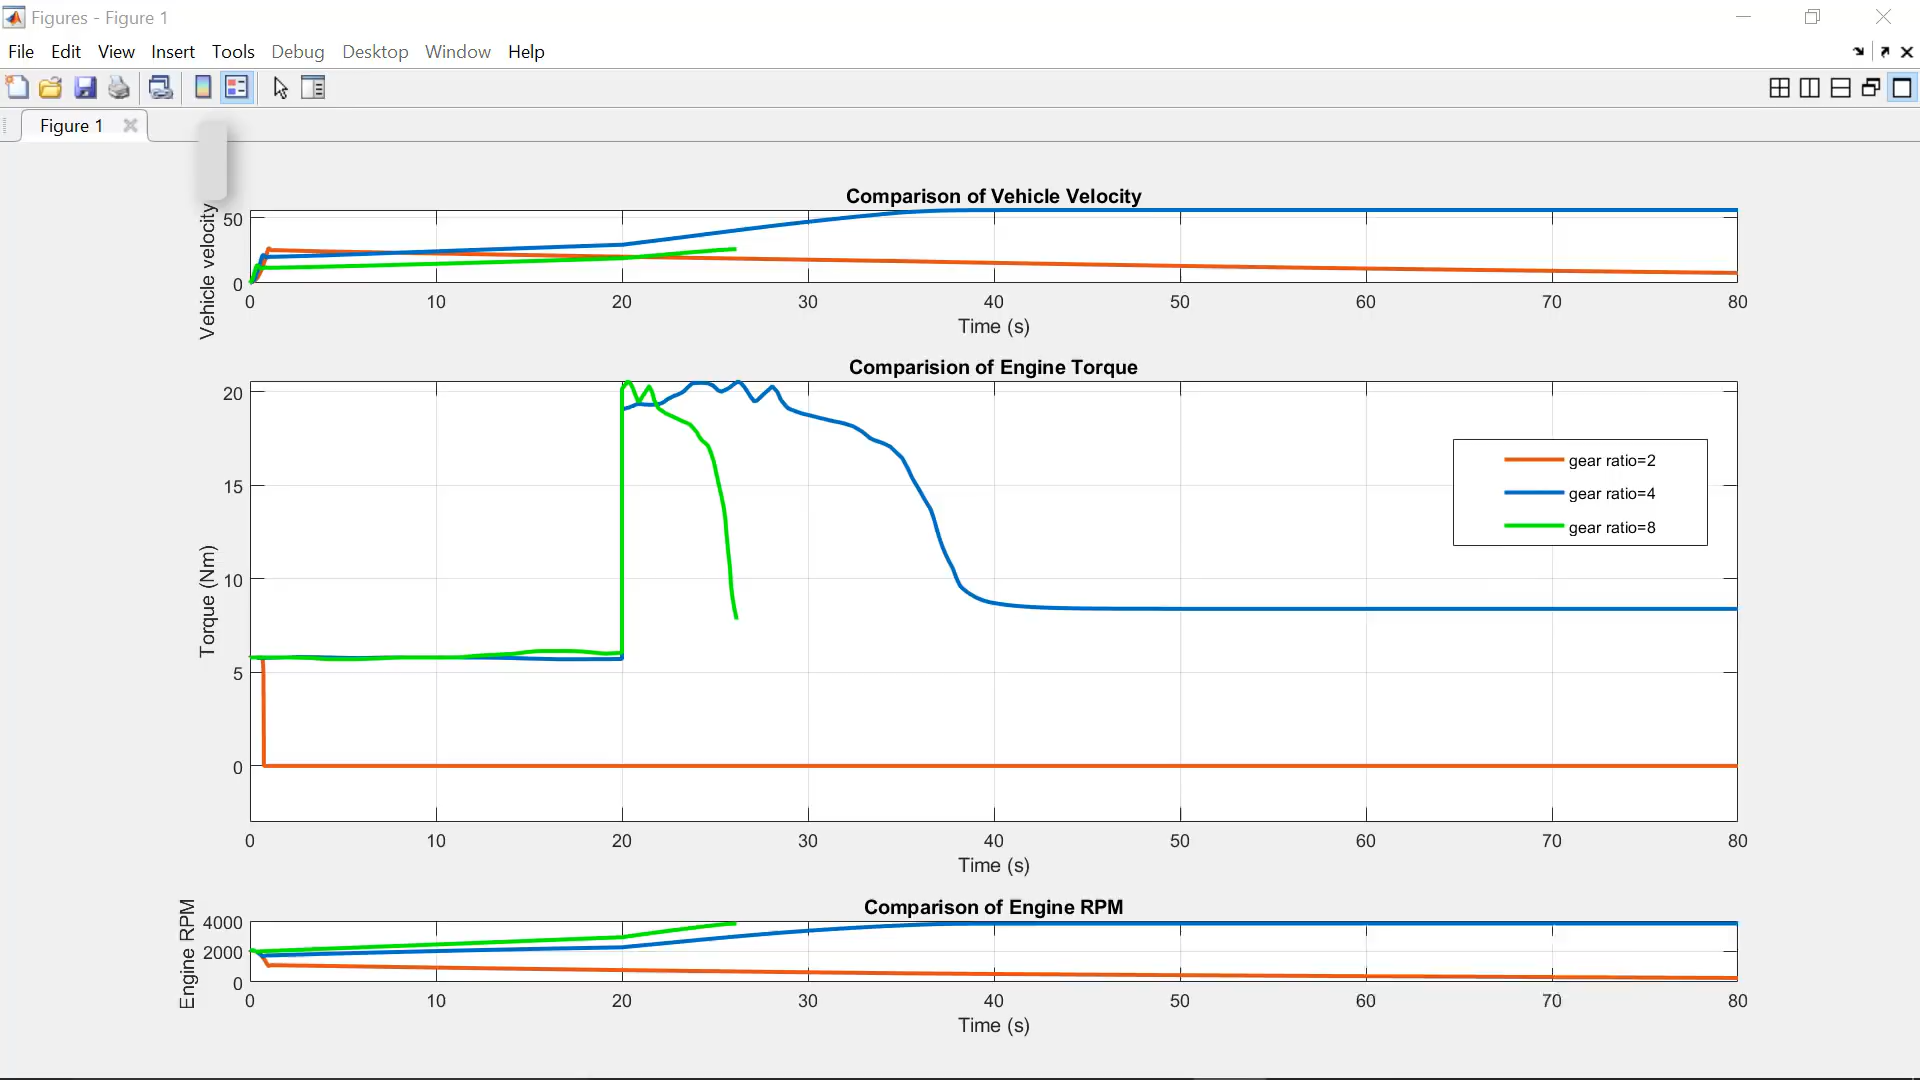 Figures - Figure 1
File Edit View Insert Tools Debug Desktop Window Help
Figure 1
Comparison of Vehicle Velocity
Vehicle velocity
50
0
0 10 20 30 40 50 60 70 80
Time (s)
Comparision of Engine Torque
Torque (Nm)
20
15
10
5
0
gear ratio=2
gear ratio=4
gear ratio=8
0 10 20 30 40 50 60 70 80
Time (s)
Comparison of Engine RPM
Engine RPM
4000
2000
0
0 10 20 30 40 50 60 70 80
Time (s)